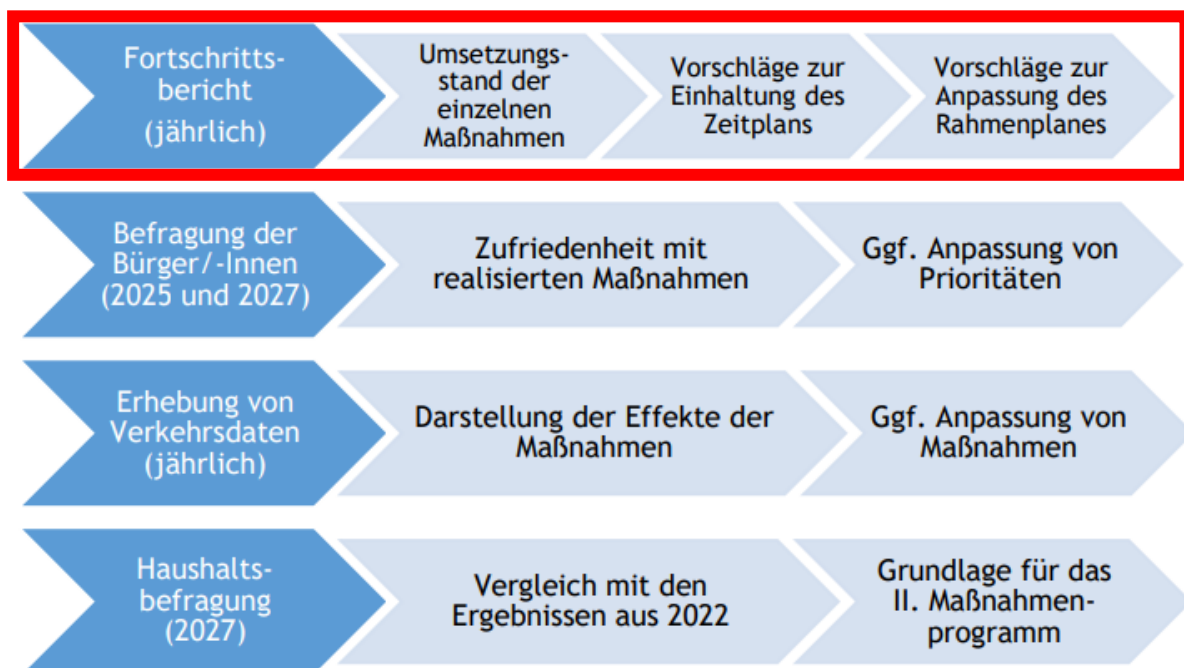 Fortschritts-
bericht
(jährlich)
Umsetzungs-
stand der
einzelnen
Maßnahmen
Vorschläge zur
Einhaltung des
Zeitplans
Vorschläge zur
Anpassung des
Rahmenplanes
Befragung der
Bürger/-Innen
(2025 und 2027)
Zufriedenheit mit
realisierten Maßnahmen
Ggf. Anpassung von
Prioritäten
Erhebung von
Verkehrsdaten
(jährlich)
Darstellung der Effekte der
Maßnahmen
Ggf. Anpassung von
Maßnahmen
Haushalts-
befragung
(2027)
Vergleich mit den
Ergebnissen aus 2022
Grundlage für das
II. Maßnahmen-
programm